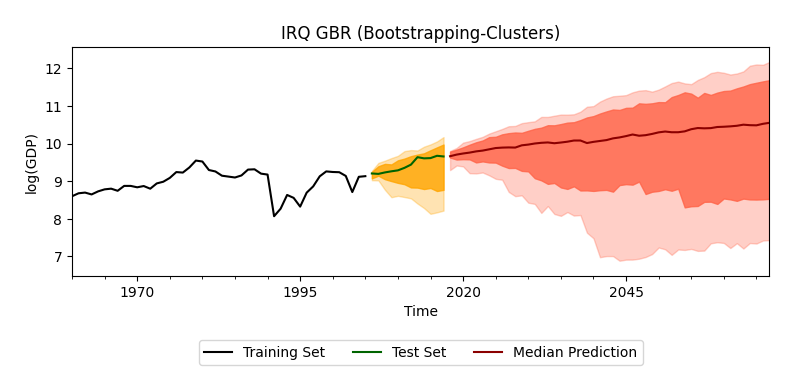 IRQ GBR (Bootstrapping-Clusters)
12
11
10
9
8
7
log(GDP)
1970
1995
2020
2045
Time
Training Set
Test Set
Median Prediction